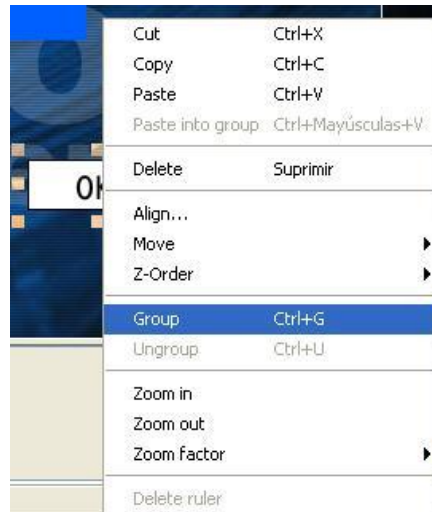 Cut Ctrl+X
Copy Ctrl+C
Paste Ctrl+V
Paste into group Ctrl+Mayúsculas+V
Delete Suprimir
OK
Align...
Move
Z-Order
Group Ctrl+G
Ungroup Ctrl+U
Zoom in
Zoom out
Zoom factor
Delete ruler